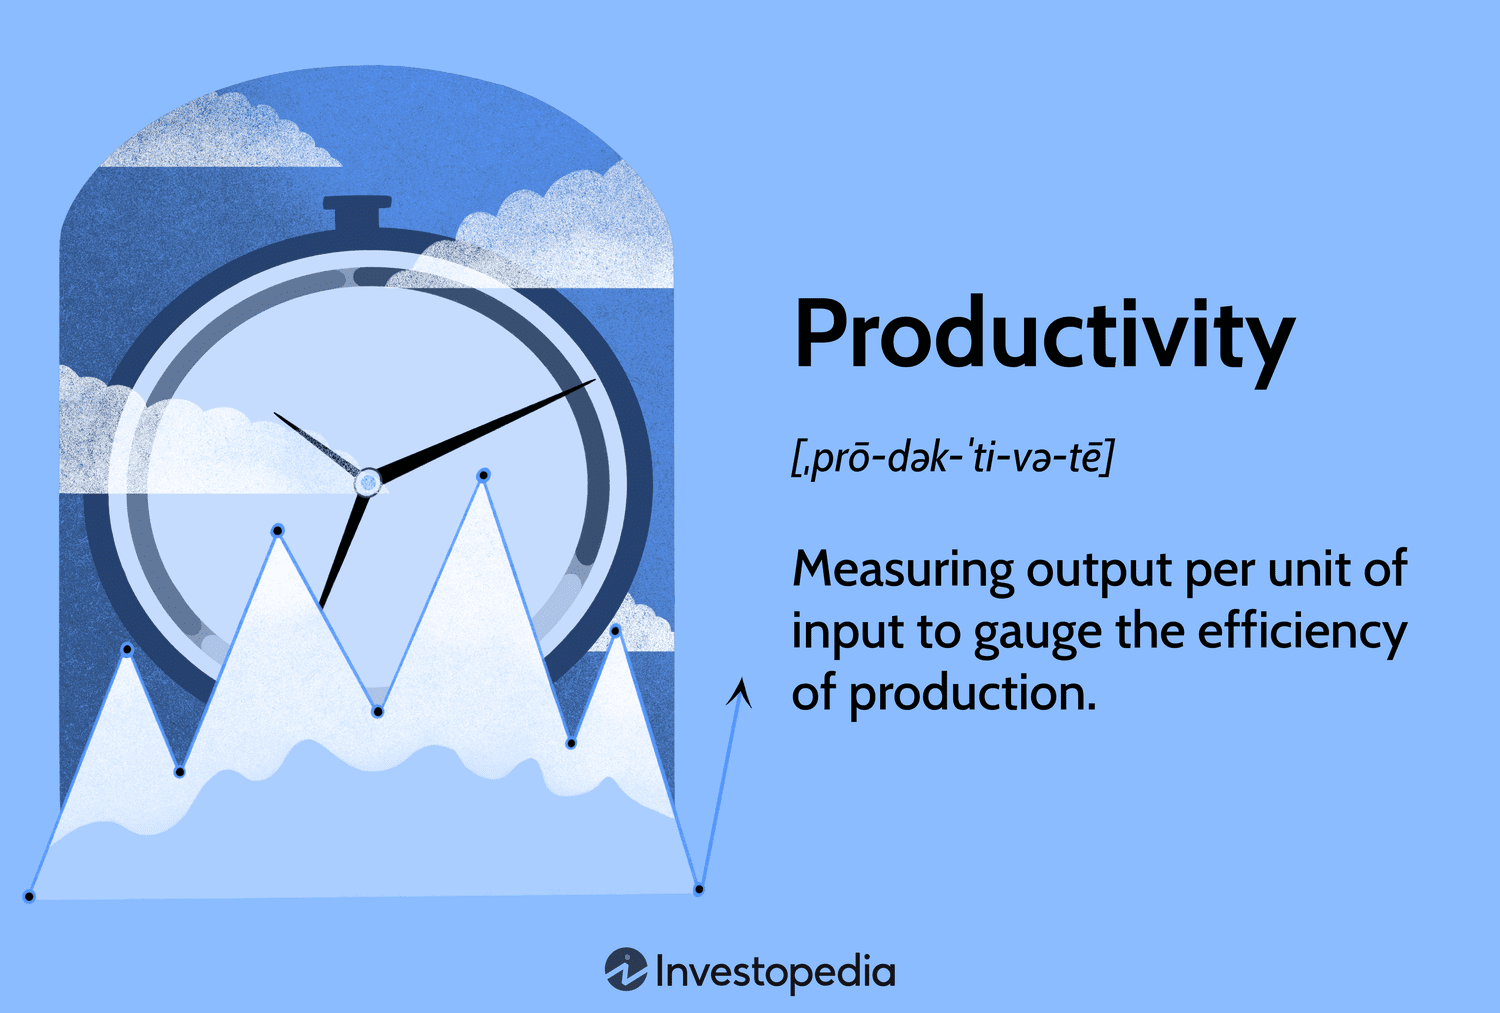 Productivity
[ˌprō-dək-ˈti-və-tē]
Measuring output per unit of
input to gauge the efficiency
of production.
Investopedia